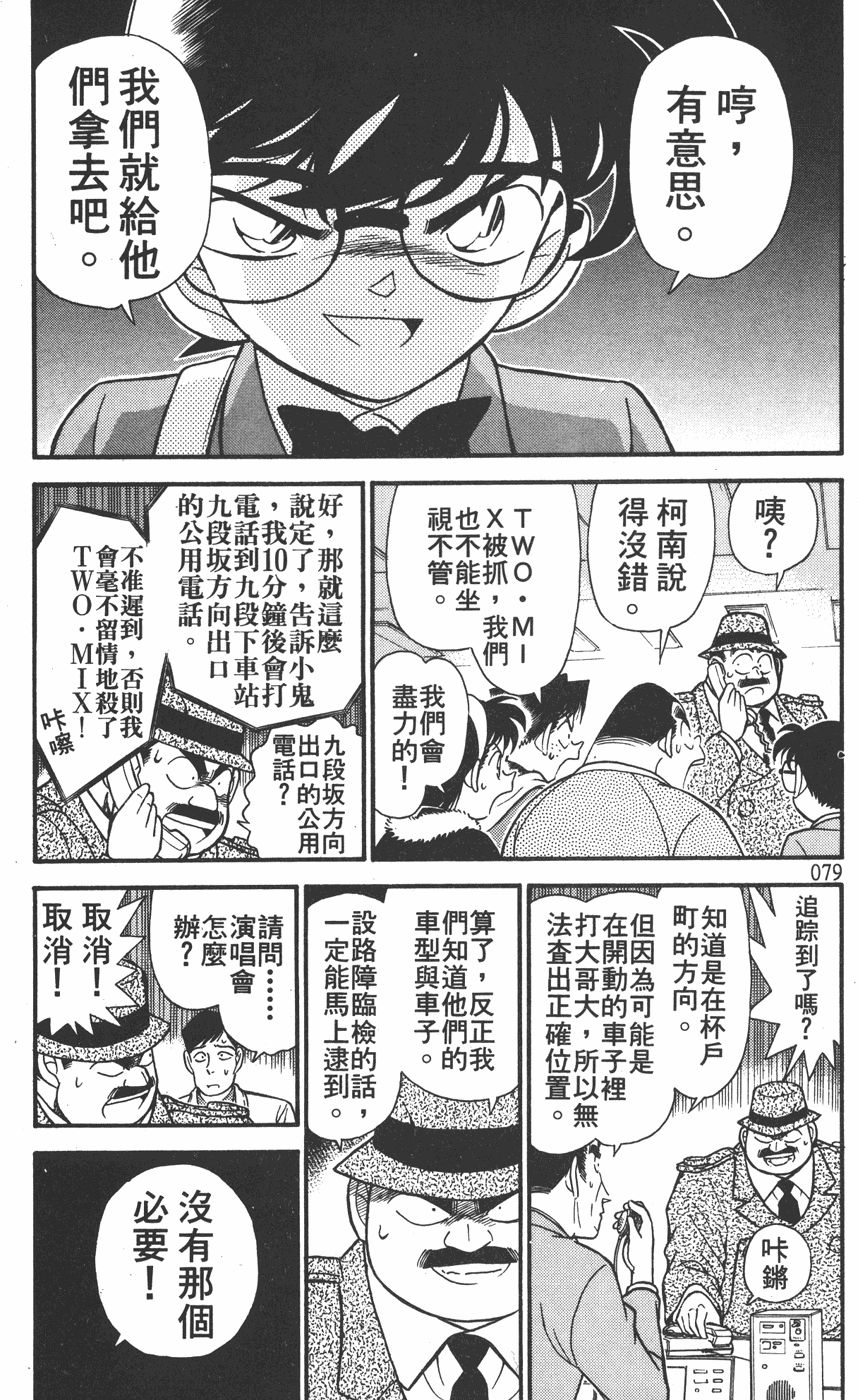 哼，
有意思。
我們就給他
們拿去吧。
咦？
柯南說
得沒錯。
TWO・MI
X被抓，我們
也不能坐
視不管。
我們會
盡力的！
好，那就這麼
說定了，告訴小鬼
，我10分鐘後會打
電話到九段下車站
九段坂方向出口
的公用電話。
不准遲到，否則我
會毫不留情地殺了
TWO・MIX！
咔嚓
九段坂方向
出口的公用
電話？
079
追踪到了嗎？
知道是在杯戶
町的方向。
但因為可能是
在開動的車子裡
打大哥大，所以無
法查出正確位置。
咔鏘
算了，反正我
們知道他們的
車型與車子。
設路障臨檢的話，
一定能馬上逮到。
請問……
演唱會
怎麼
辦？
取消！
取消！
沒有那個
必要！